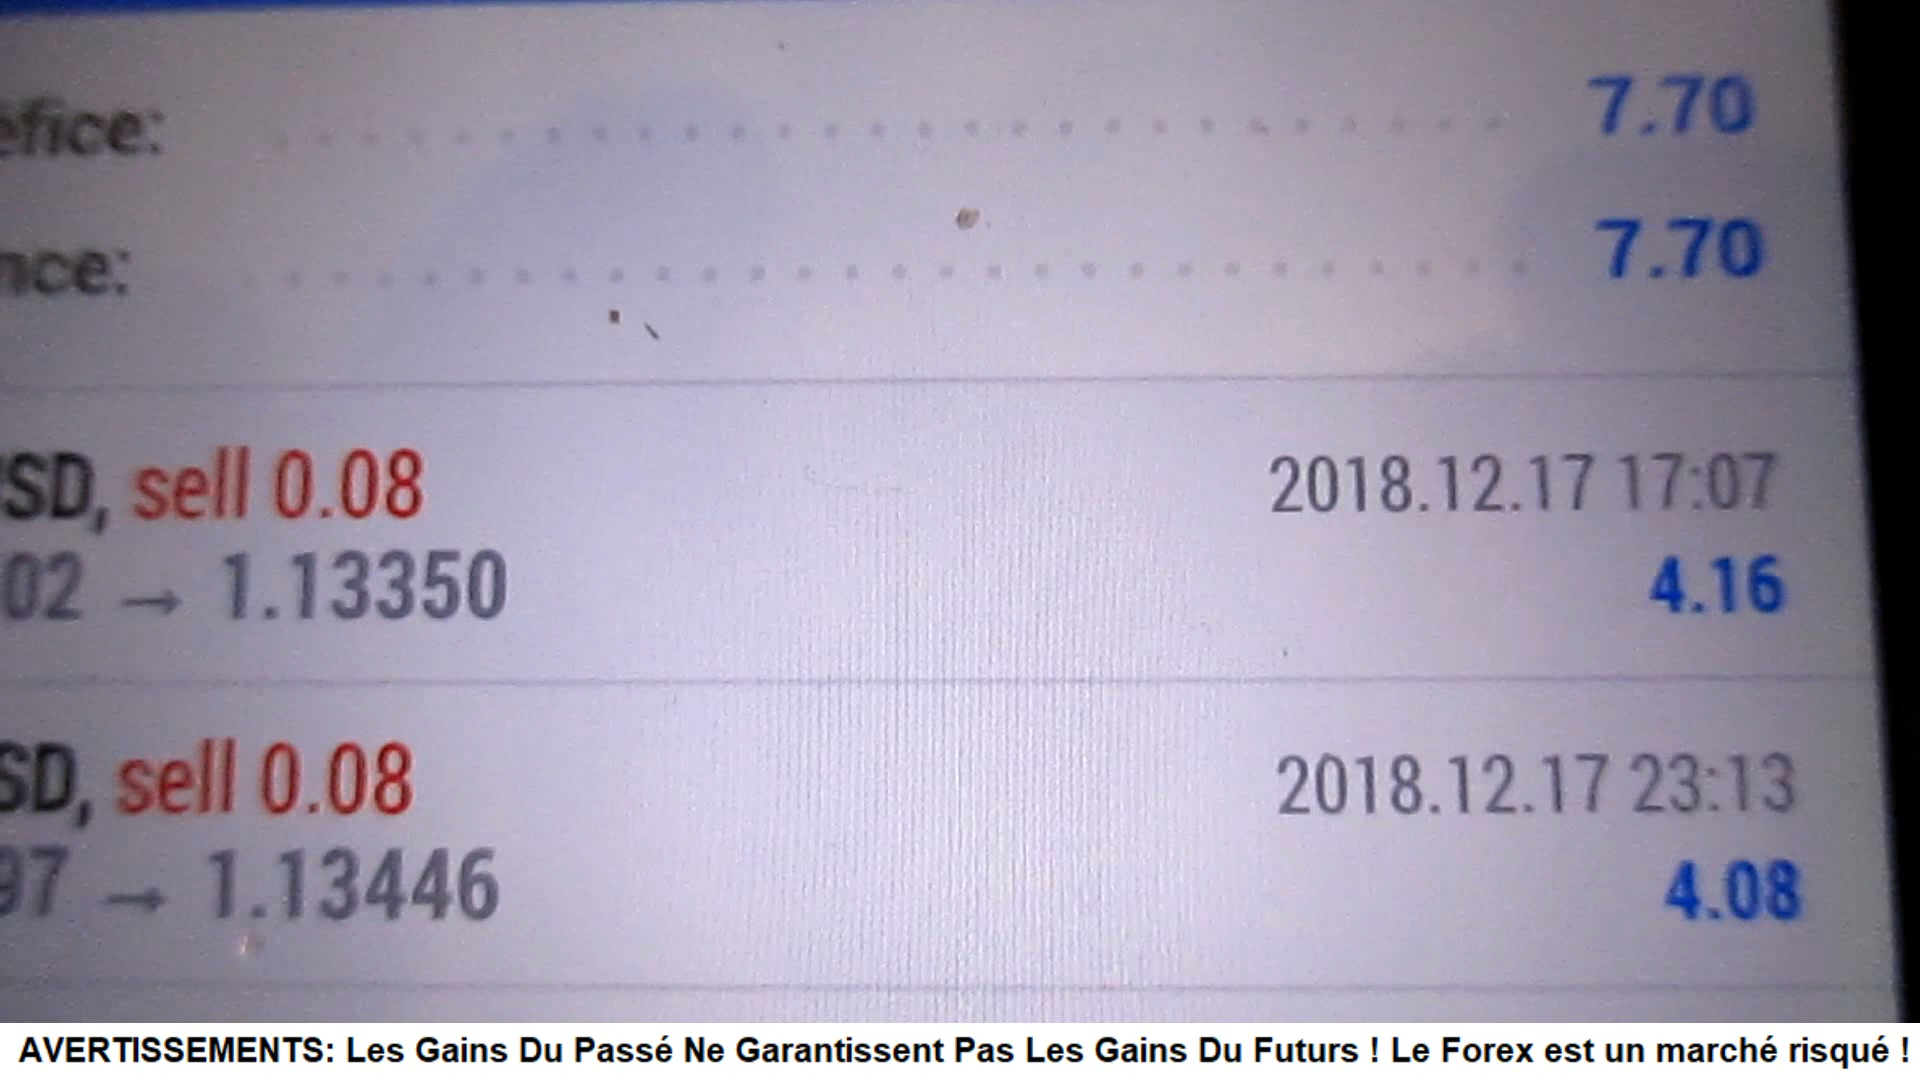 éfice: 7.70
nce: 7.70
SD, sell 0.08 2018.12.17 17:07
02 → 1.13350 4.16
SD, sell 0.08 2018.12.17 23:13
97 → 1.13446 4.08
AVERTISSEMENTS: Les Gains Du Passé Ne Garantissent Pas Les Gains Du Futurs ! Le Forex est un marché risqué !